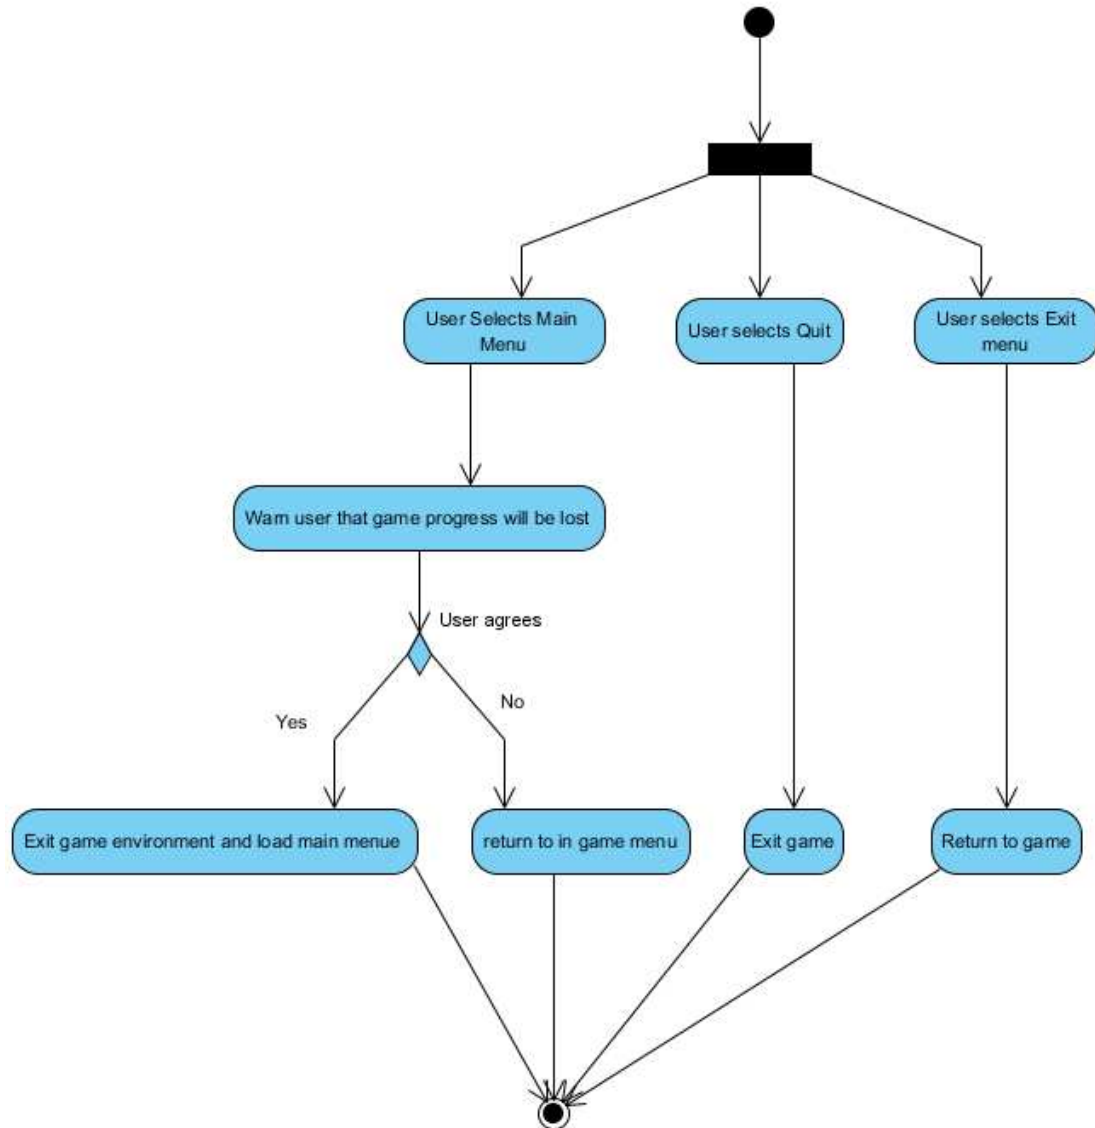 User Selects Main
Menu
User selects Quit
User selects Exit
menu
Warn user that game progress will be lost
User agrees
Yes
No
Exit game environment and load main menue
return to in game menu
Exit game
Return to game